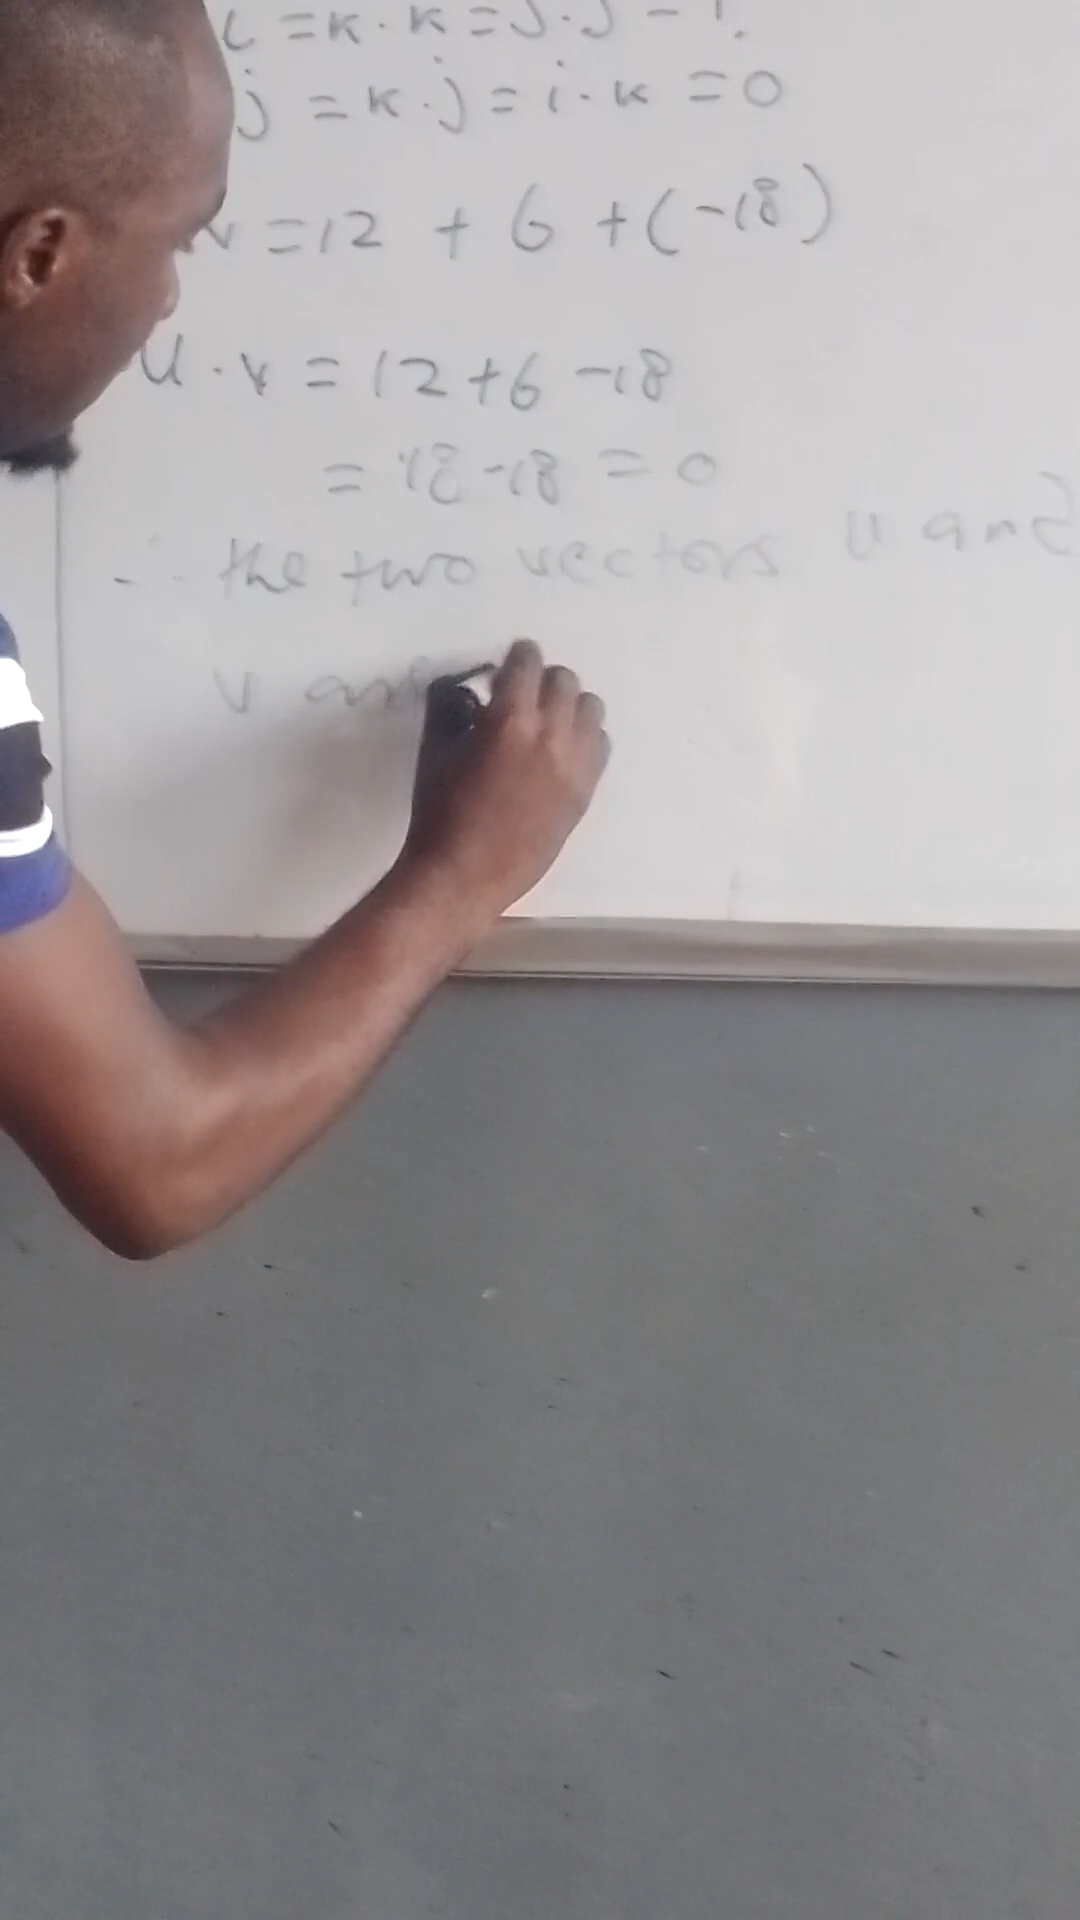 i = k . k = j . j = 1.
j = k . j = i . k = 0
v = 12 + 6 + (-18)
u . v = 12 + 6 - 18
= 18 - 18 = 0
∴ the two vectors u and
v are